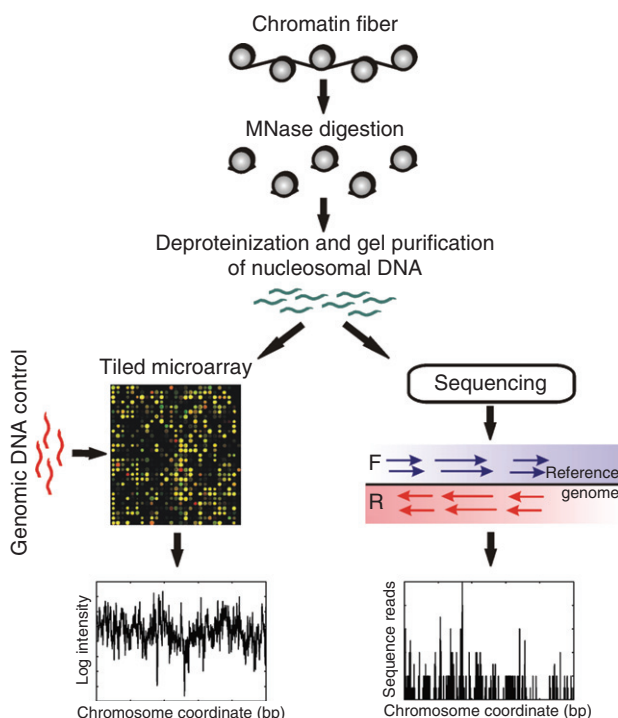 Chromatin fiber
MNase digestion
Deproteinization and gel purification
of nucleosomal DNA
Tiled microarray
Genomic DNA control
Sequencing
F
Reference
genome
R
Log intensity
Chromosome coordinate (bp)
Sequence reads
Chromosome coordinate (bp)